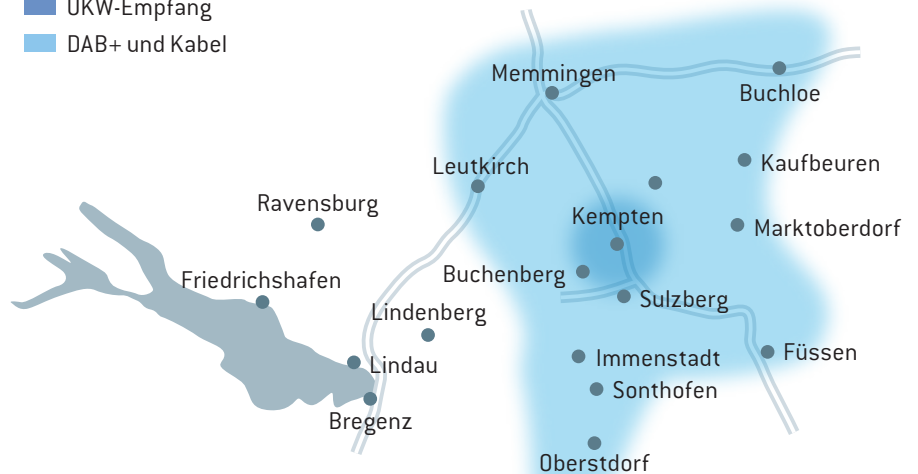 UKW-Empfang
DAB+ und Kabel
Memmingen
Buchloe
Leutkirch
Kaufbeuren
Ravensburg
Kempten
Marktoberdorf
Friedrichshafen
Buchenberg
Sulzberg
Lindenberg
Lindau
Immenstadt
Füssen
Sonthofen
Bregenz
Oberstdorf